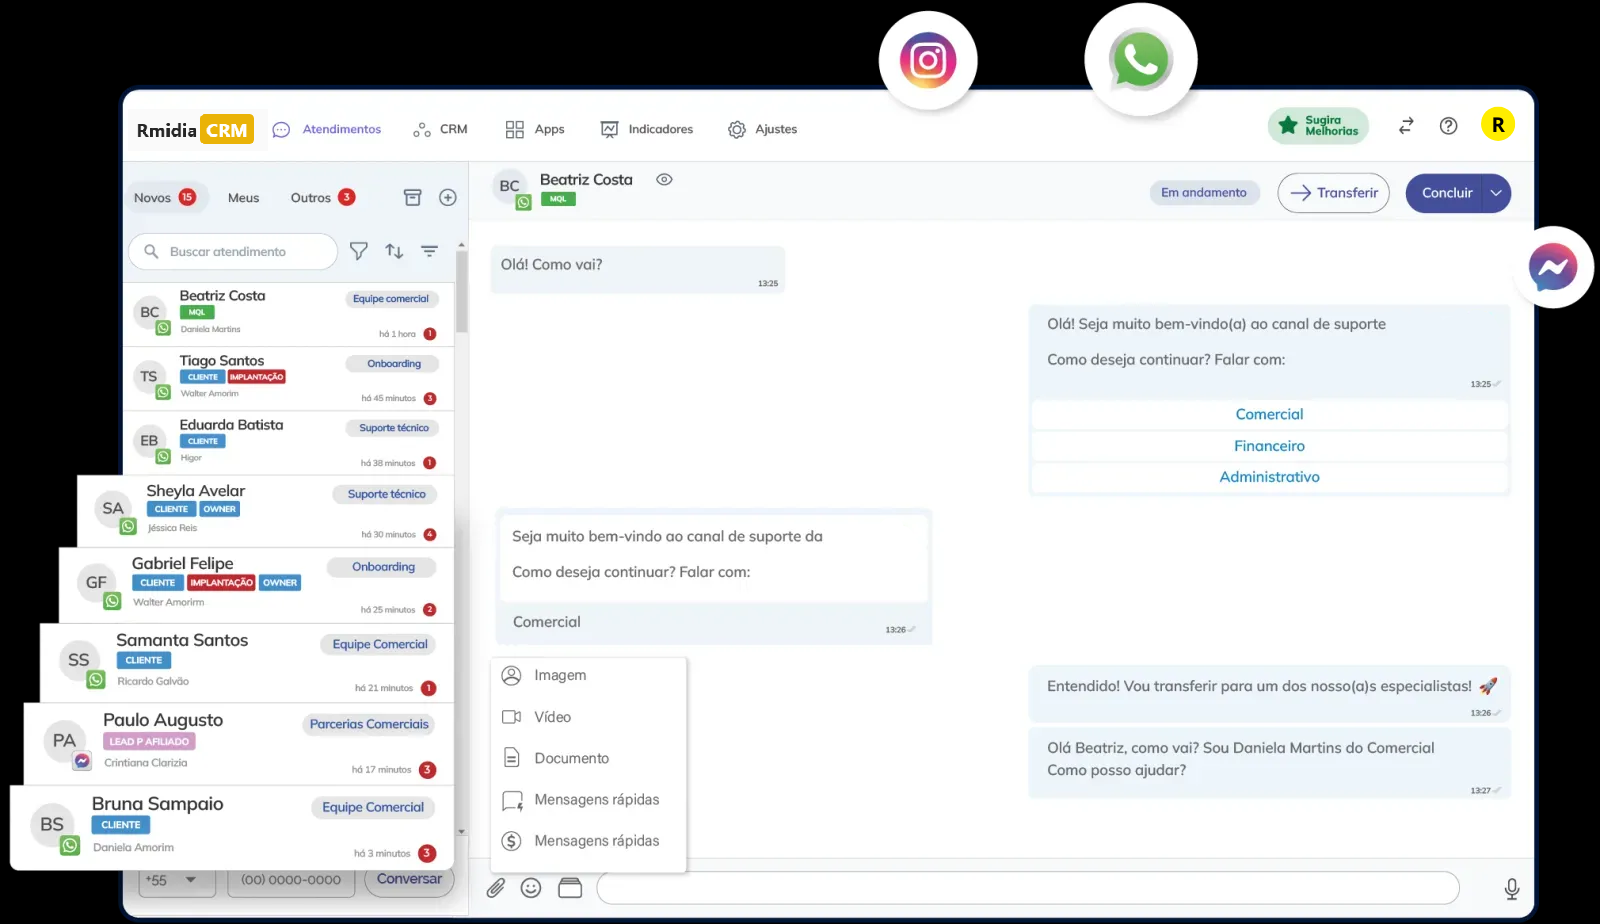 Rmidia CRM
Atendimentos
CRM
Apps
Indicadores
Ajustes
Sugira
Melhorias
R
Novos 15
Meus
Outros 3
Buscar atendimento
BC
Beatriz Costa
Equipe comercial
MQL
Daniela Martins
há 1 hora 1
TS
Tiago Santos
Onboarding
CLIENTE IMPLANTAÇÃO
Walter Amorim
há 45 minutos 3
EB
Eduarda Batista
Suporte técnico
CLIENTE
Higor
há 38 minutos 1
SA
Sheyla Avelar
Suporte técnico
CLIENTE OWNER
Jéssica Reis
há 30 minutos 4
GF
Gabriel Felipe
Onboarding
CLIENTE IMPLANTAÇÃO OWNER
Walter Amorirm
há 25 minutos 2
SS
Samanta Santos
Equipe Comercial
CLIENTE
Ricardo Galvão
há 21 minutos 1
PA
Paulo Augusto
Parcerias Comerciais
LEAD P AFILIADO
Crintiana Clarizia
há 17 minutos 3
BS
Bruna Sampaio
Equipe Comercial
CLIENTE
Daniela Amorim
há 3 minutos 3
+55
(00) 0000-0000
Conversar
BC
Beatriz Costa
MQL
Em andamento
Transferir
Concluir
Olá! Como vai?
13:25
Olá! Seja muito bem-vindo(a) ao canal de suporte
Como deseja continuar? Falar com:
13:25
Comercial
Financeiro
Administrativo
Seja muito bem-vindo ao canal de suporte da
Como deseja continuar? Falar com:
Comercial
13:26
Imagem
Vídeo
Documento
Mensagens rápidas
$ Mensagens rápidas
Entendido! Vou transferir para um dos nosso(a)s especialistas! 🚀
13:26
Olá Beatriz, como vai? Sou Daniela Martins do Comercial
Como posso ajudar?
13:27